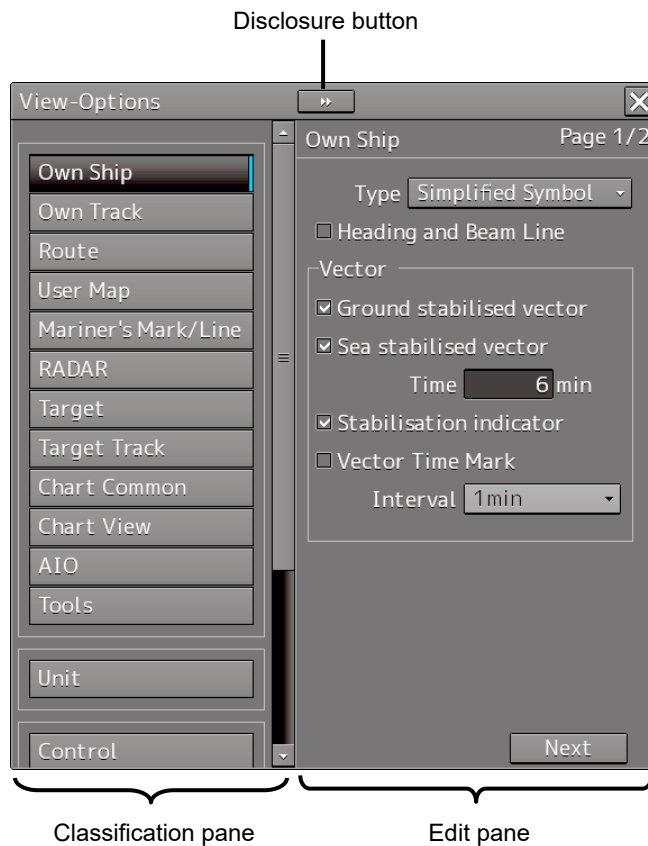 Disclosure button
View-Options
Own Ship Page 1/2
Own Ship
Own Track
Route
User Map
Mariner's Mark/Line
RADAR
Target
Target Track
Chart Common
Chart View
AIO
Tools
Unit
Control
Type Simplified Symbol
Heading and Beam Line
Vector
Ground stabilised vector
Sea stabilised vector
Time 6 min
Stabilisation indicator
Vector Time Mark
Interval 1min
Next
Classification pane
Edit pane